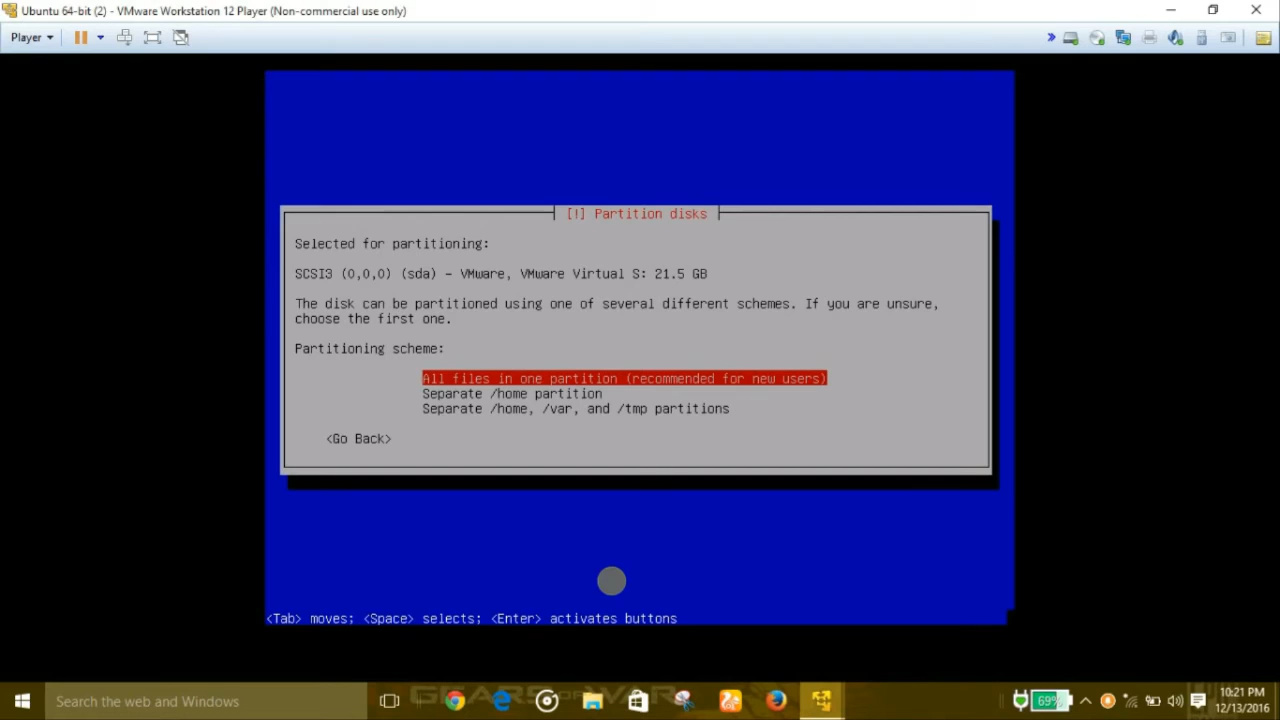 Ubuntu 64-bit (2) - VMware Workstation 12 Player (Non-commercial use only)
Player
[!] Partition disks
Selected for partitioning:
SCSI3 (0,0,0) (sda) - VMware, VMware Virtual S: 21.5 GB
The disk can be partitioned using one of several different schemes. If you are unsure,
choose the first one.
Partitioning scheme:
All files in one partition (recommended for new users)
Separate /home partition
Separate /home, /var, and /tmp partitions
<Go Back>
<Tab> moves; <Space> selects; <Enter> activates buttons
Search the web and Windows
GEARS OF WAR
69%
10:21 PM
12/13/2016